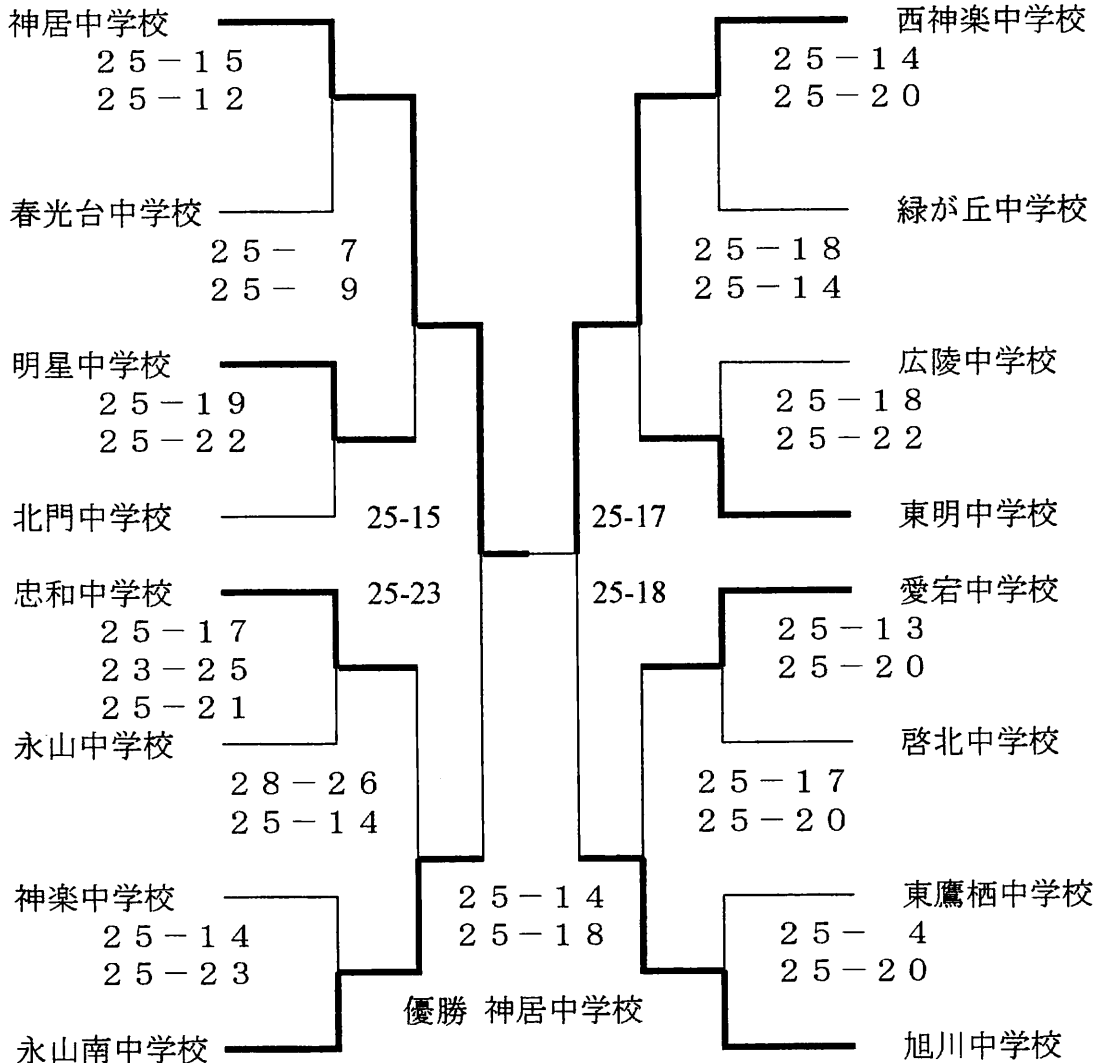 神居中学校
25-15
25-12
春光台中学校
25- 7
25- 9
明星中学校
25-19
25-22
北門中学校
25-15
25-23
忠和中学校
25-17
23-25
25-21
永山中学校
28-26
25-14
神楽中学校
25-14
25-23
永山南中学校
西神楽中学校
25-14
25-20
緑が丘中学校
25-18
25-14
広陵中学校
25-18
25-22
東明中学校
25-17
25-18
愛宕中学校
25-13
25-20
啓北中学校
25-17
25-20
東鷹栖中学校
25- 4
25-20
旭川中学校
25-14
25-18
優勝 神居中学校